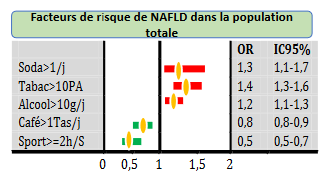 Facteurs de risque de NAFLD dans la population
totale
OR IC95%
Soda>1/j 1,3 1,1-1,7
Tabac>10PA 1,4 1,3-1,6
Alcool>10g/j 1,2 1,1-1,3
Café>1Tas/j 0,8 0,8-0,9
Sport>=2h/S 0,5 0,5-0,7
0 0,5 1 1,5 2